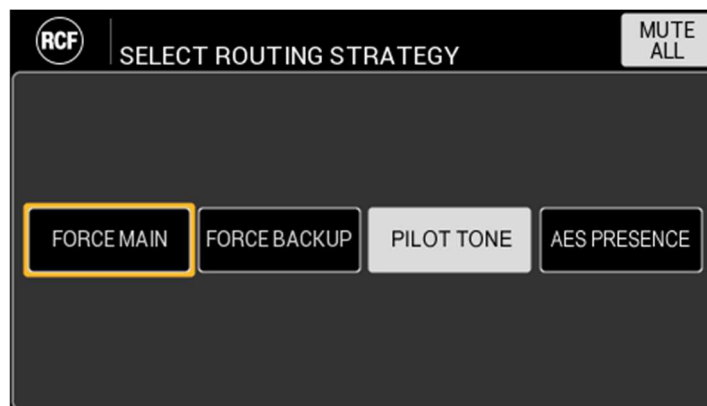 RCF
SELECT ROUTING STRATEGY
MUTE
ALL
FORCE MAIN
FORCE BACKUP
PILOT TONE
AES PRESENCE